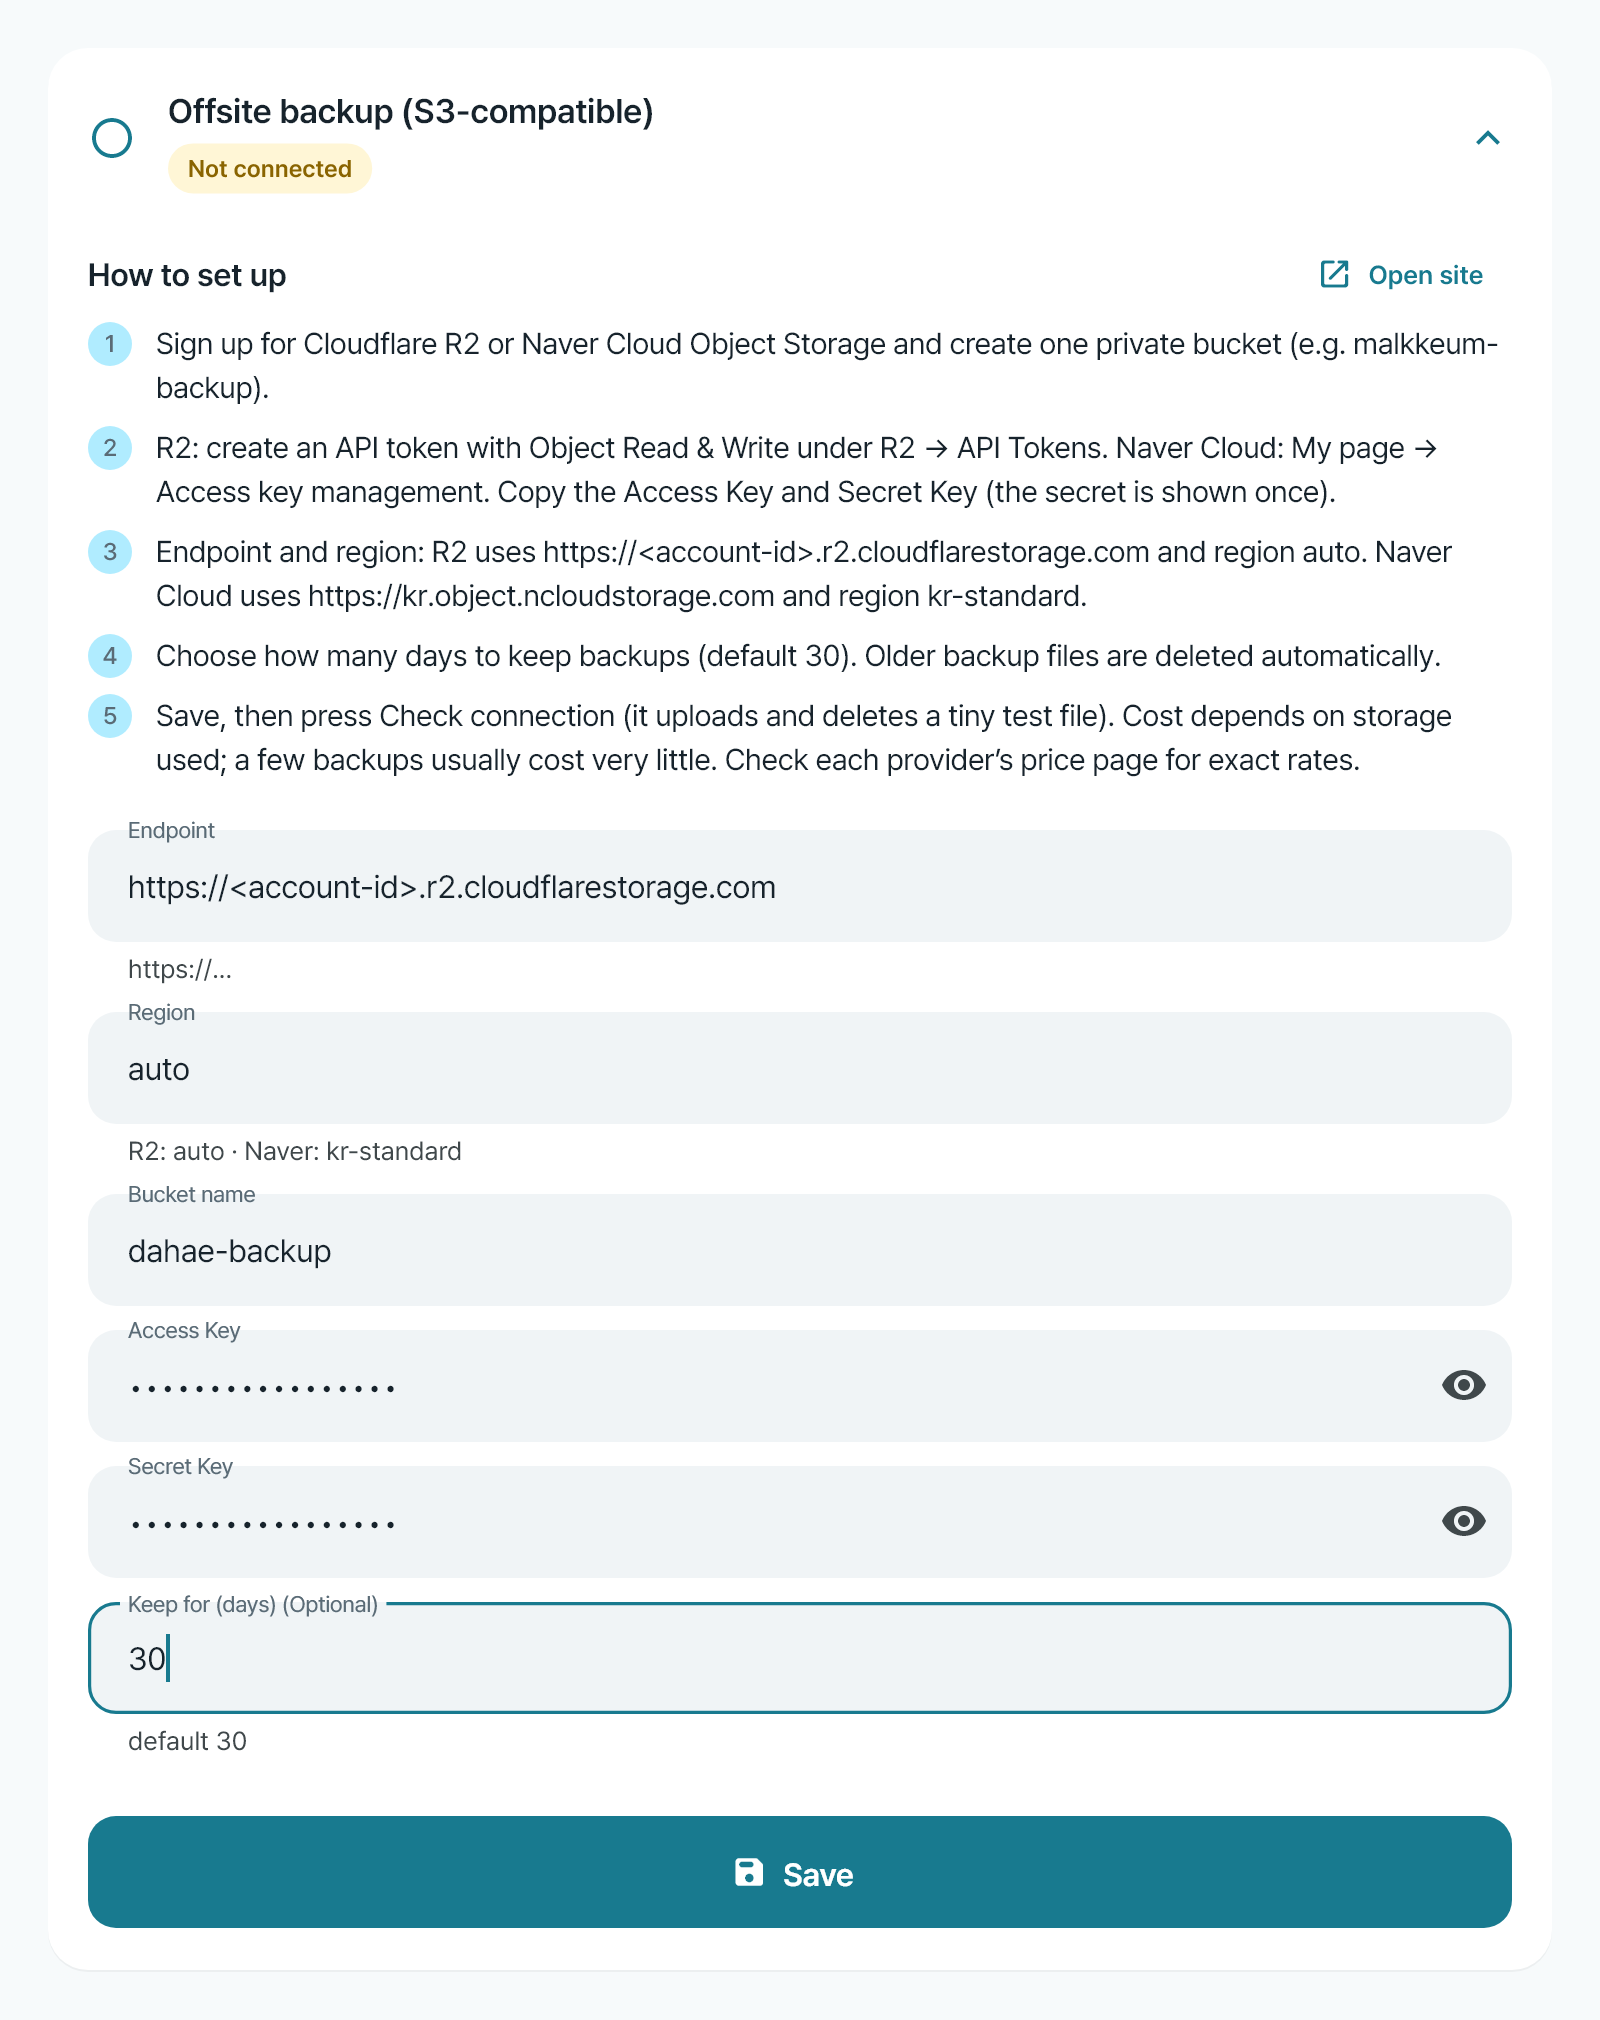 Offsite backup (S3-compatible)
Not connected
How to set up
Open site
1
Sign up for Cloudflare R2 or Naver Cloud Object Storage and create one private bucket (e.g. malkkeum-
backup).
2
R2: create an API token with Object Read & Write under R2 → API Tokens. Naver Cloud: My page →
Access key management. Copy the Access Key and Secret Key (the secret is shown once).
3
Endpoint and region: R2 uses https://<account-id>.r2.cloudflarestorage.com and region auto. Naver
Cloud uses https://kr.object.ncloudstorage.com and region kr-standard.
4
Choose how many days to keep backups (default 30). Older backup files are deleted automatically.
5
Save, then press Check connection (it uploads and deletes a tiny test file). Cost depends on storage
used; a few backups usually cost very little. Check each provider’s price page for exact rates.
Endpoint
https://<account-id>.r2.cloudflarestorage.com
https://...
Region
auto
R2: auto · Naver: kr-standard
Bucket name
dahae-backup
Access Key
•••••••••••••••••
Secret Key
•••••••••••••••••
Keep for (days) (Optional)
30
default 30
Save